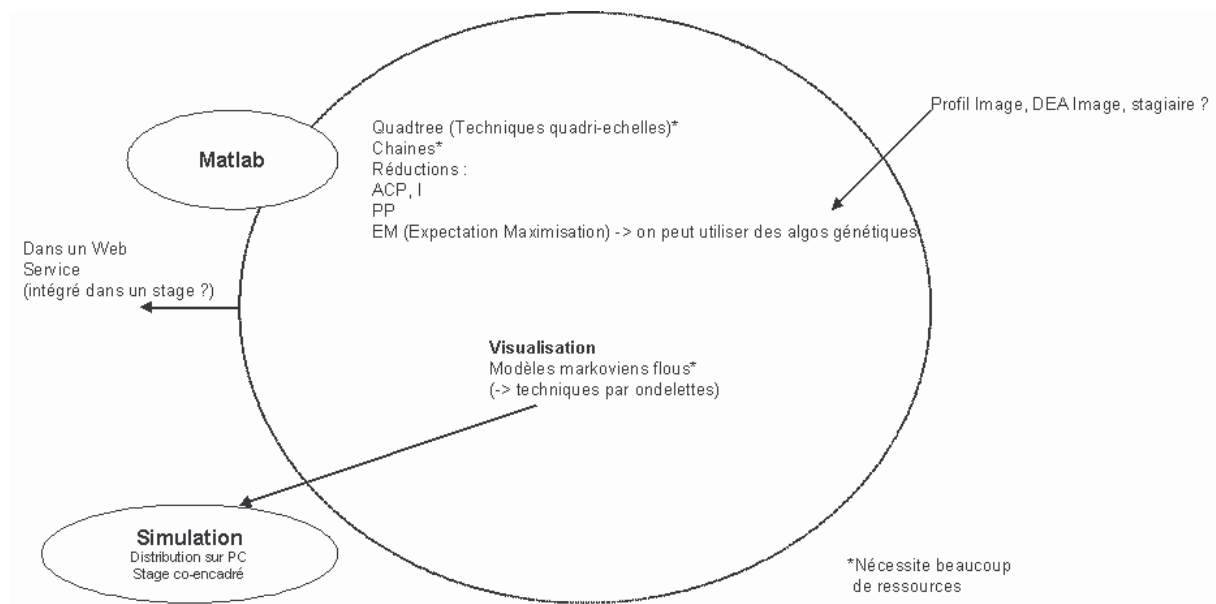 Profil Image, DEA Image, stagiaire ?
Matlab
Quadtree (Techniques quadri-echelles)*
Chaines*
Réductions :
ACP, I
PP
EM (Expectation Maximisation) -> on peut utiliser des algos génétiques
Dans un Web
Service
(intégré dans un stage ?)
Visualisation
Modèles markoviens flous*
(-> techniques par ondelettes)
Simulation
Distribution sur PC
Stage co-encadré
*Nécessite beaucoup
de ressources